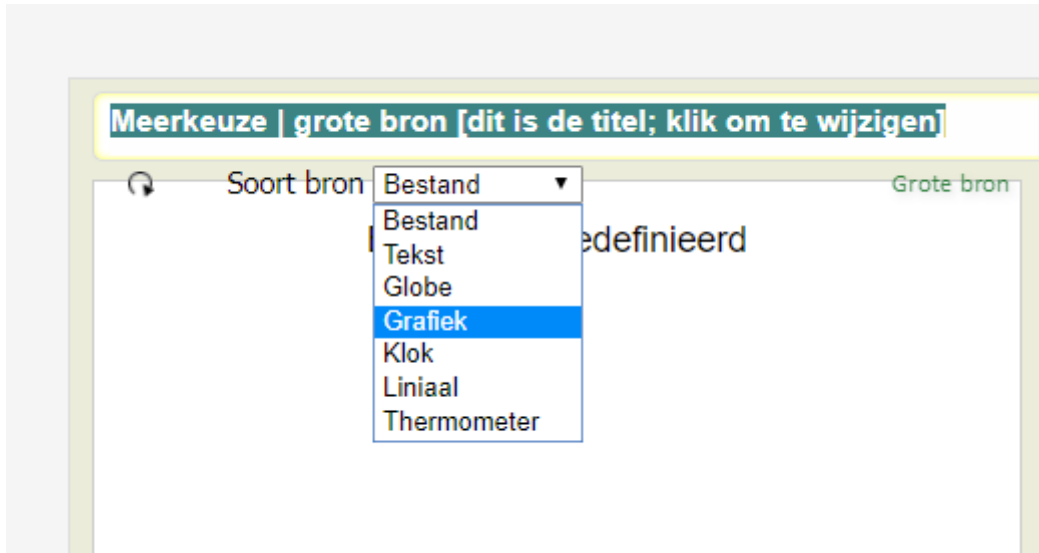 Meerkeuze | grote bron [dit is de titel; klik om te wijzigen]
Soort bron Bestand Grote bron
Bestand
Tekst
Globe
Grafiek
Klok
Liniaal
Thermometer